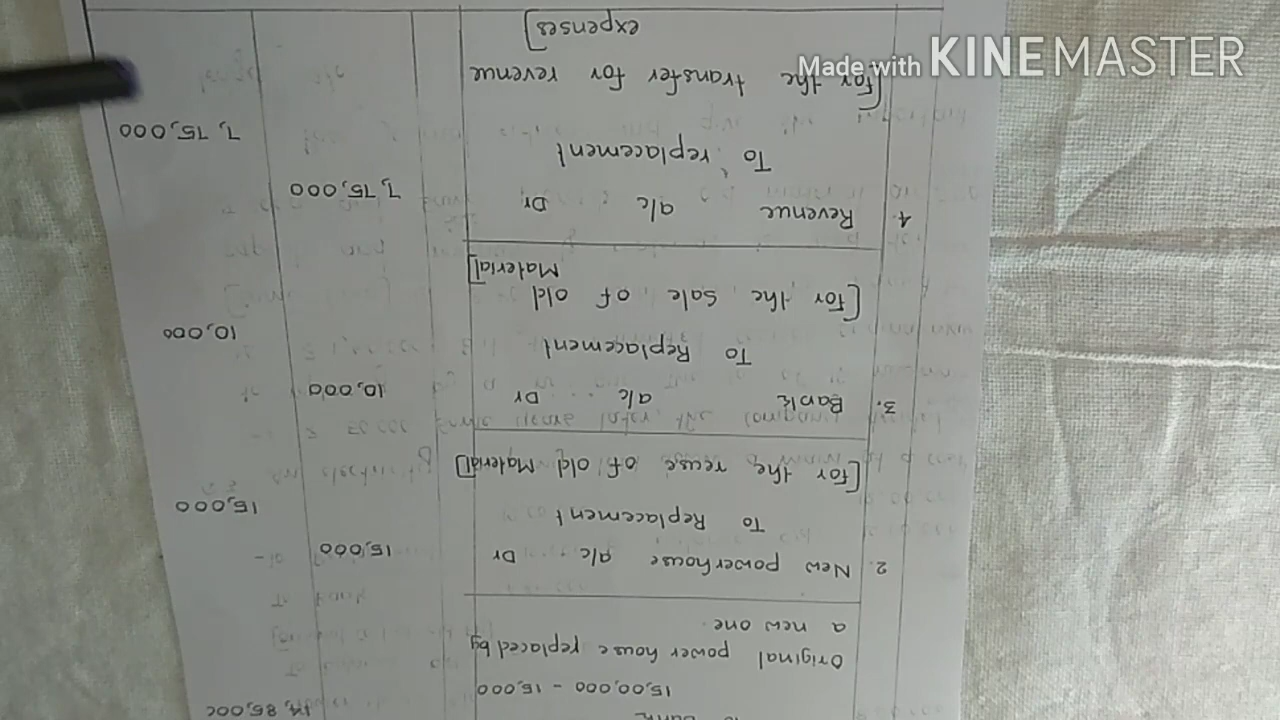 14,85,000
15,00,000 - 15,000
Original power house replaced by
a new one.
2. New powerhouse a/c Dr 15,000
To Replacement 15,000
[for the reuse of old Material]
3. Bank a/c ... Dr 10,000
To Replacement 10,000
[for the sale of old
Material]
4. Revenue a/c Dr 7,75,000
To replacement 7,75,000
[for the transfer for revenue
expenses]
Made with KINEMASTER